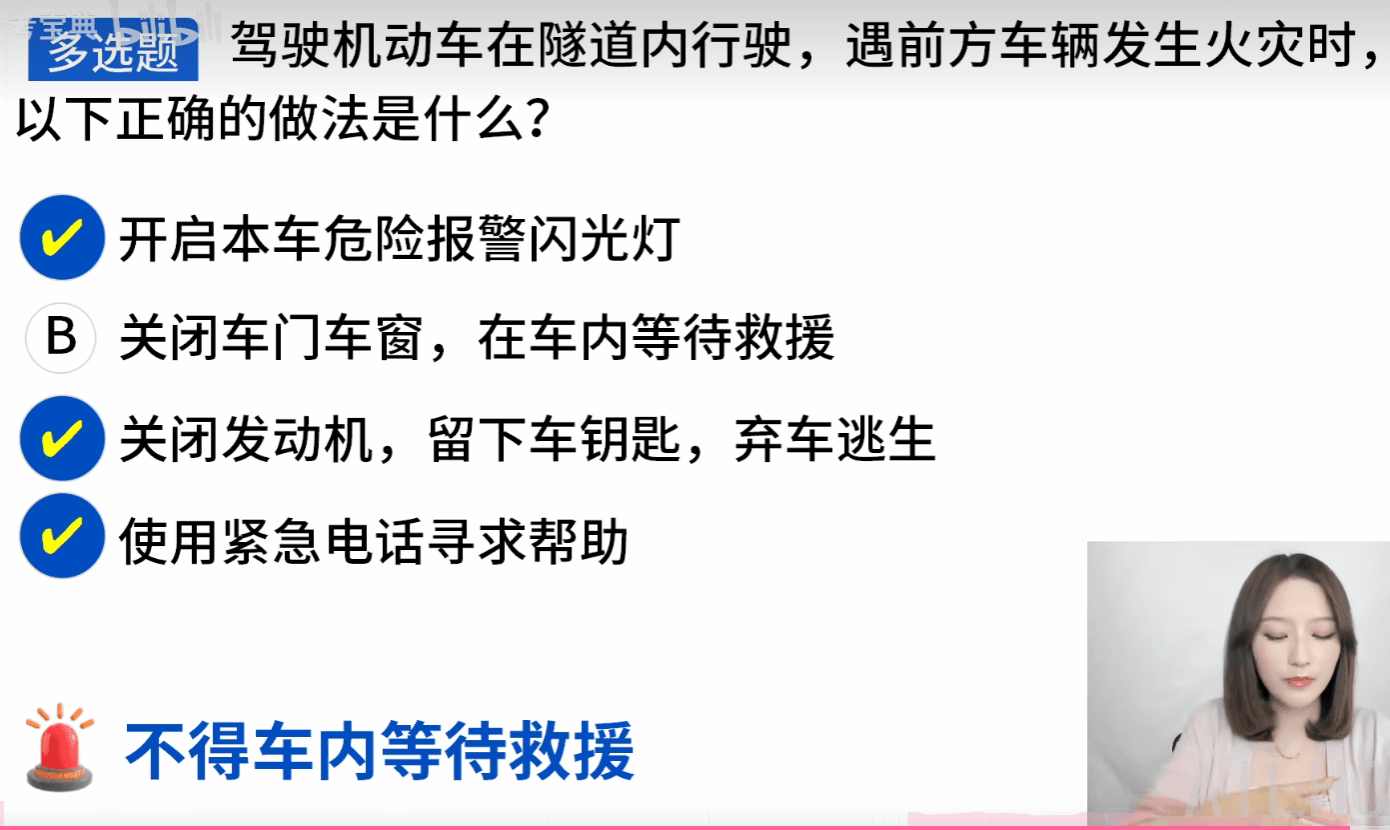 考宝典 bilibili
多选题 驾驶机动车在隧道内行驶，遇前方车辆发生火灾时，
以下正确的做法是什么？
开启本车危险报警闪光灯
B 关闭车门车窗，在车内等待救援
关闭发动机，留下车钥匙，弃车逃生
使用紧急电话寻求帮助
不得车内等待救援